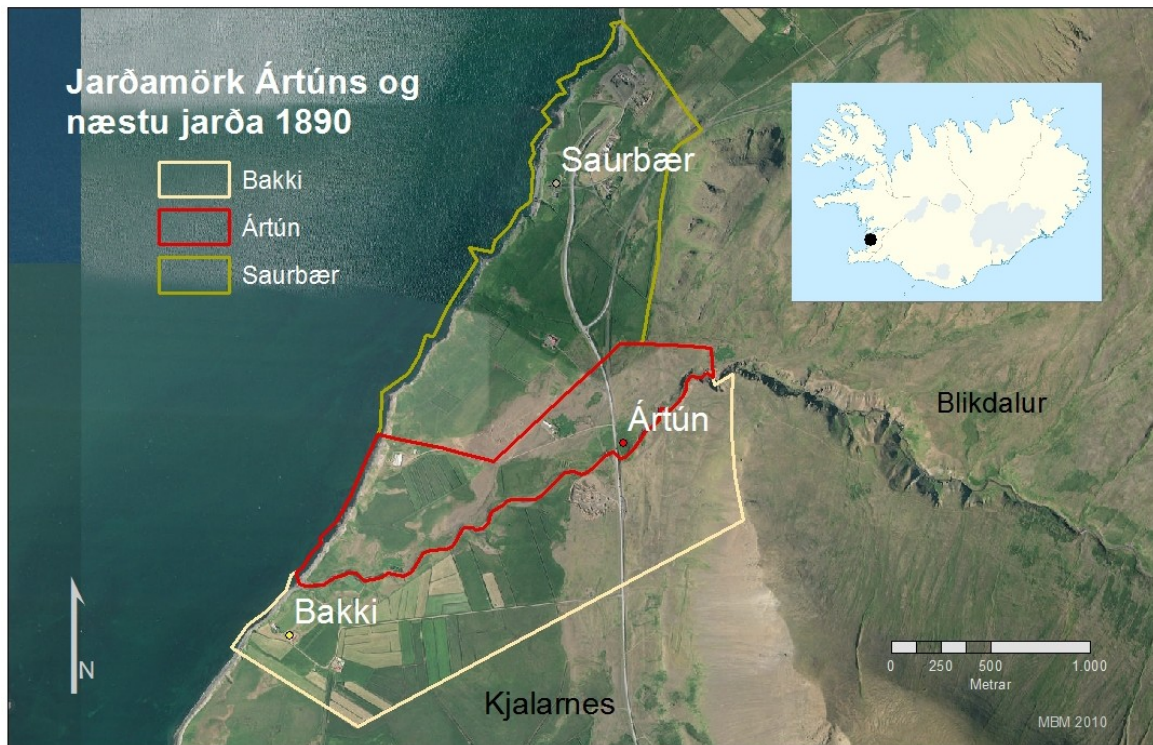 Jarðamörk Ártúns og
næstu jarða 1890
Bakki
Ártún
Saurbær
Saurbær
Blikdalur
Ártún
Bakki
Kjalarnes
N
0 250 500 1.000
Metrar
MBM 2010